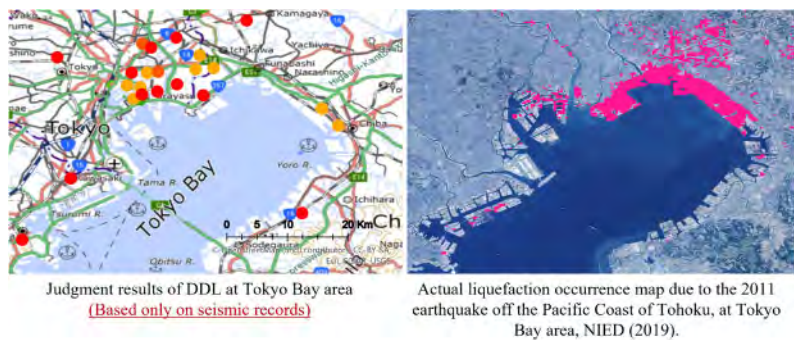 Kamagaya
Yachiyo
Ichikawa
Funabashi
Narashino
Tokyo
Tokyo
Tokyo Bay
Chiba
Yoro R.
Tama R.
Tsurumi R.
Ichihara
Obitsu R.
0 5 10 20 Km
Judgment results of DDL at Tokyo Bay area
(Based only on seismic records)
Actual liquefaction occurrence map due to the 2011
earthquake off the Pacific Coast of Tohoku, at Tokyo
Bay area, NIED (2019).